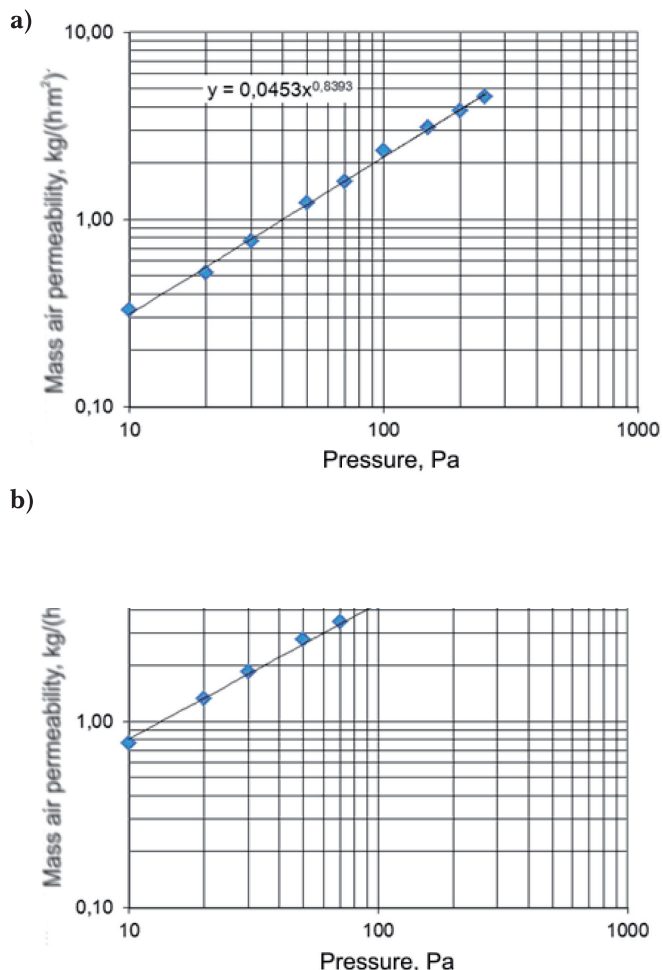 a)
10,00
y = 0,0453x^0,8393
1,00
0,10
10 100 1000
Mass air permeability, kg/(hm²)
Pressure, Pa
b)
1,00
0,10
10 100 1000
Mass air permeability, kg/(h
Pressure, Pa